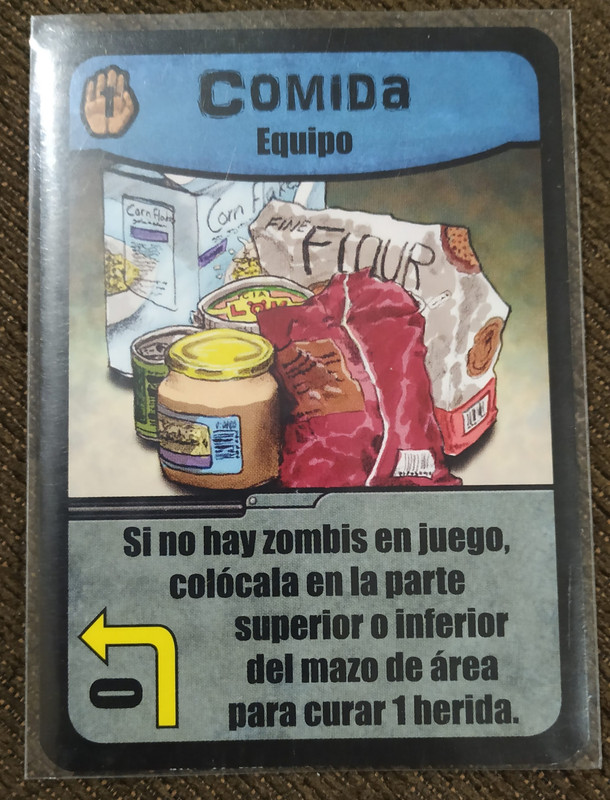 1
Comida
Equipo
Corn Flakes
Corn Flakes
FINE
FLOUR
Si no hay zombis en juego,
colócala en la parte
superior o inferior
del mazo de área
para curar 1 herida.
0